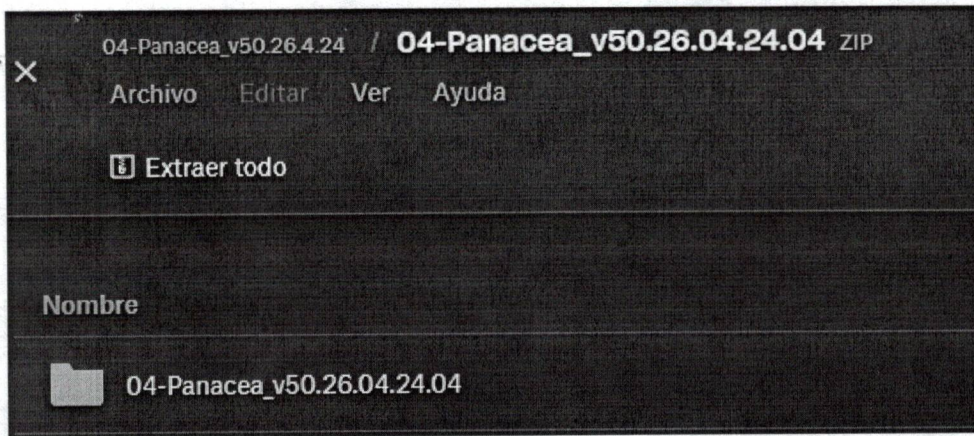 04-Panacea_v50.26.4.24 / 04-Panacea_v50.26.04.24.04 ZIP
Archivo Editar Ver Ayuda
Extraer todo
Nombre
04-Panacea_v50.26.04.24.04